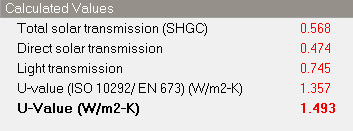 Calculated Values
Total solar transmission (SHGC) 0.568
Direct solar transmission 0.474
Light transmission 0.745
U-value (ISO 10292/ EN 673) (W/m2-K) 1.357
U-Value (W/m2-K) 1.493